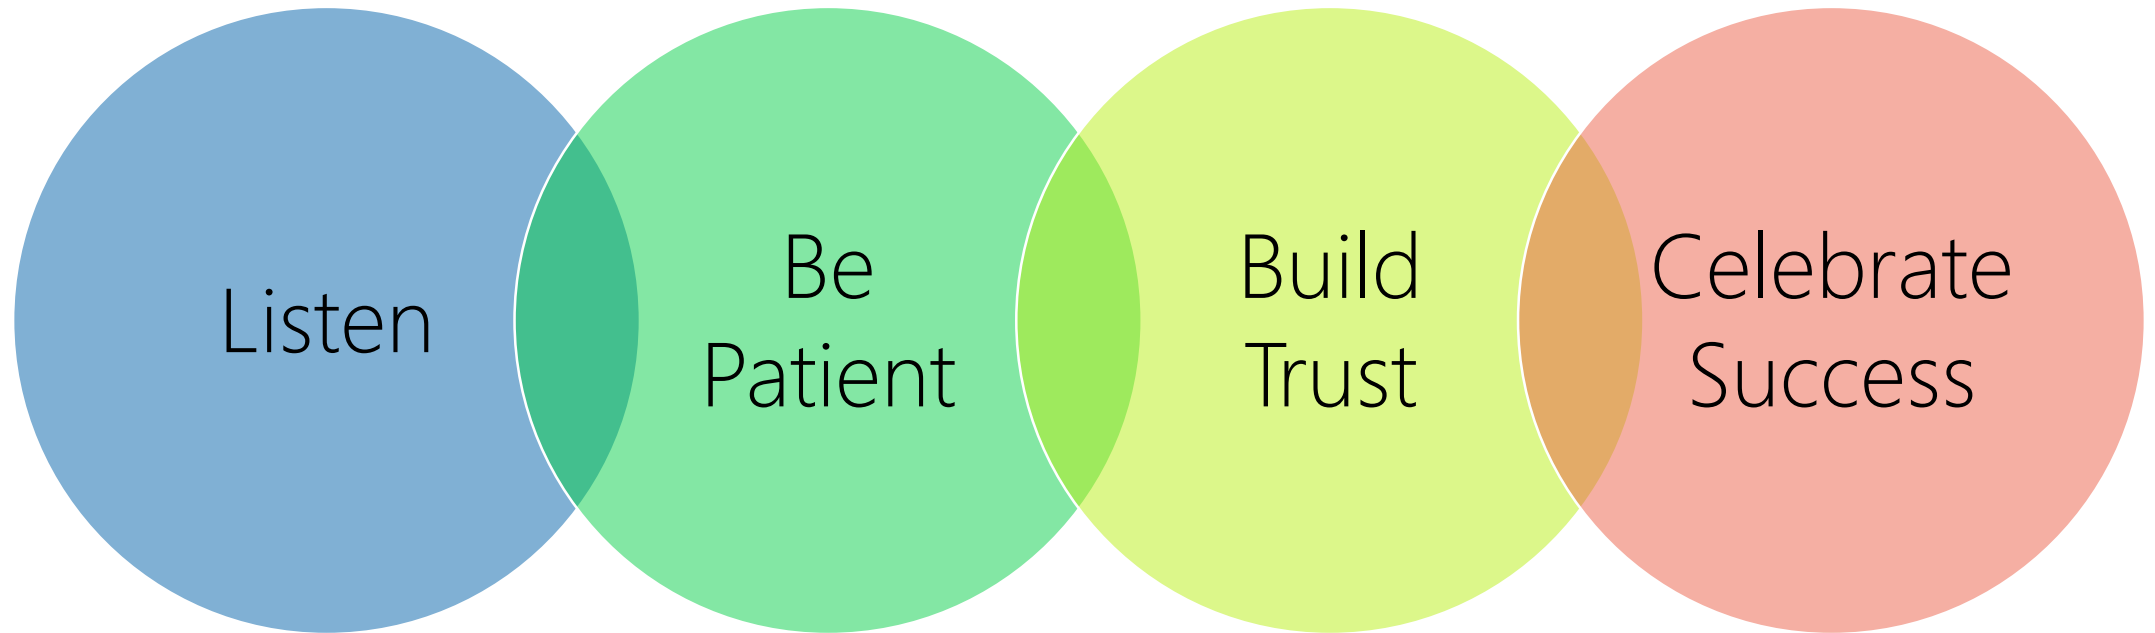 Listen
Be
Patient
Build
Trust
Celebrate
Success